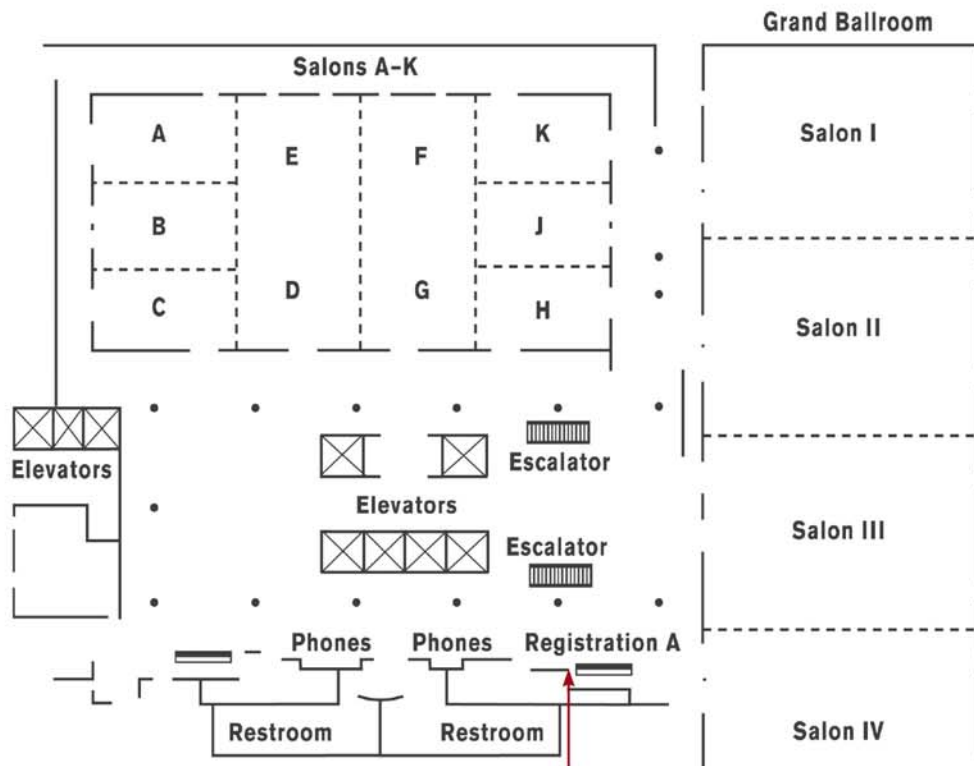 Grand Ballroom
Salons A–K
A
E
F
K
Salon I
B
J
C
D
G
H
Salon II
Elevators
Escalator
Elevators
Escalator
Salon III
Phones
Phones
Registration A
Restroom
Restroom
Salon IV